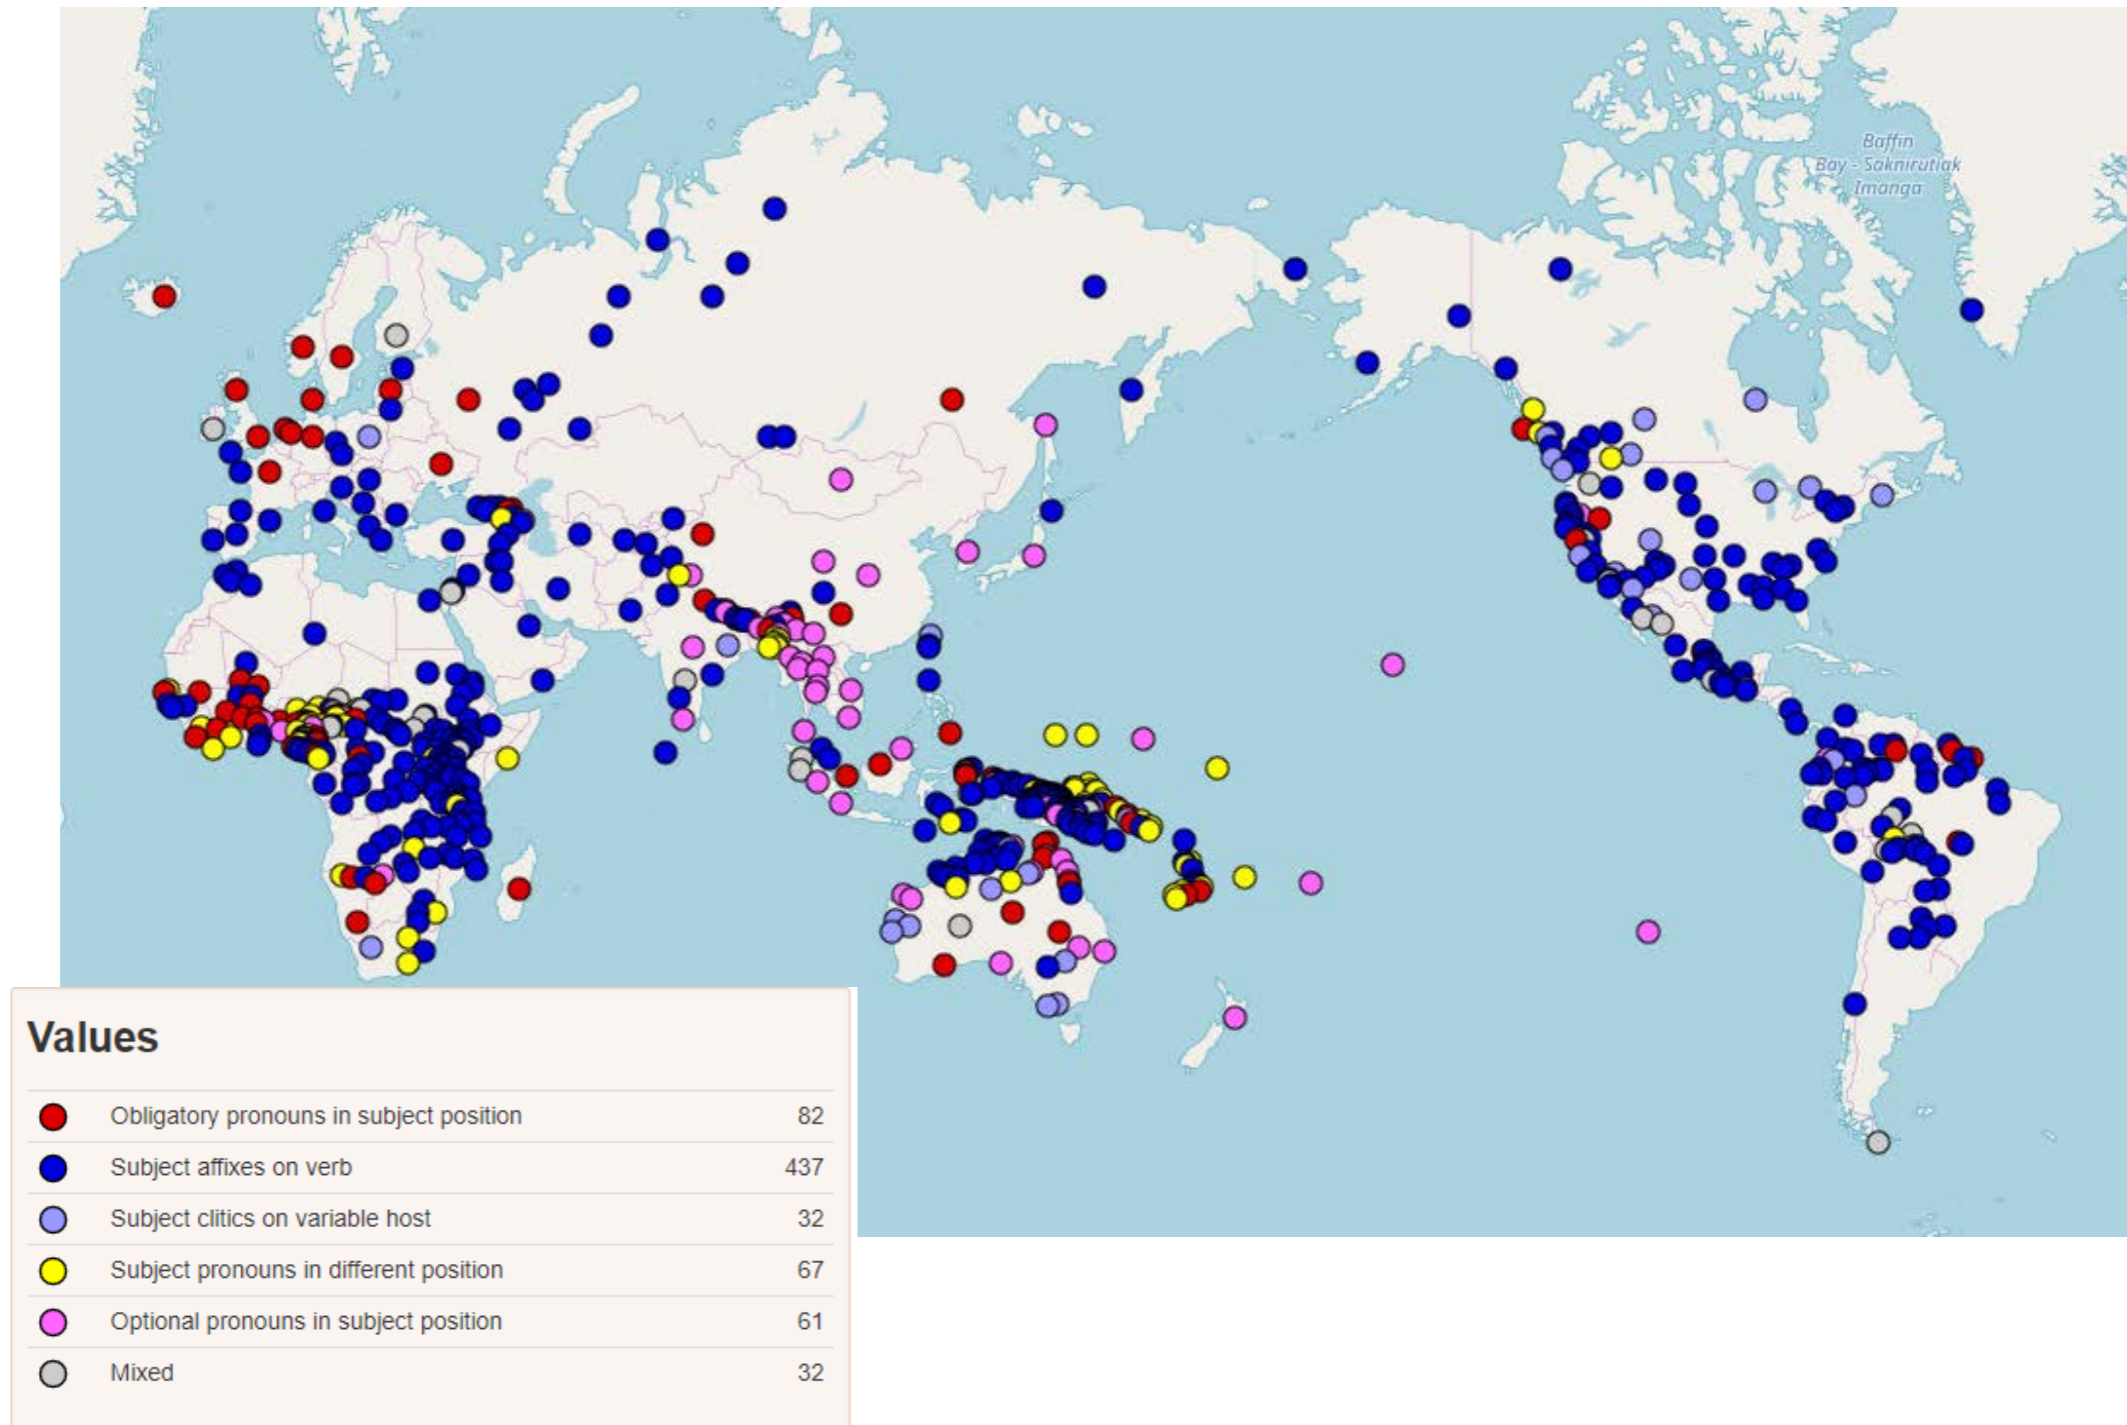 Baffin
Bay - Saknirutiak
Imanga
Values
Obligatory pronouns in subject position 82
Subject affixes on verb 437
Subject clitics on variable host 32
Subject pronouns in different position 67
Optional pronouns in subject position 61
Mixed 32